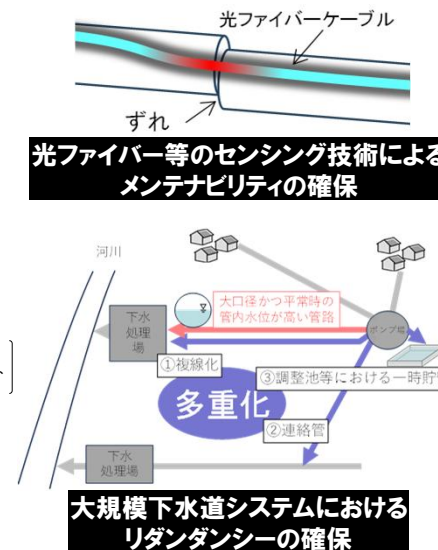 光ファイバーケーブル
ずれ
光ファイバー等のセンシング技術による
メンテナビリティの確保
河川
大口径かつ平常時の
管内水位が高い管路
下水
処理
場
ポンプ場
①複線化
③調整池等における一時貯
多重化
②連絡管
下水
処理場
大規模下水道システムにおける
リダンダンシーの確保